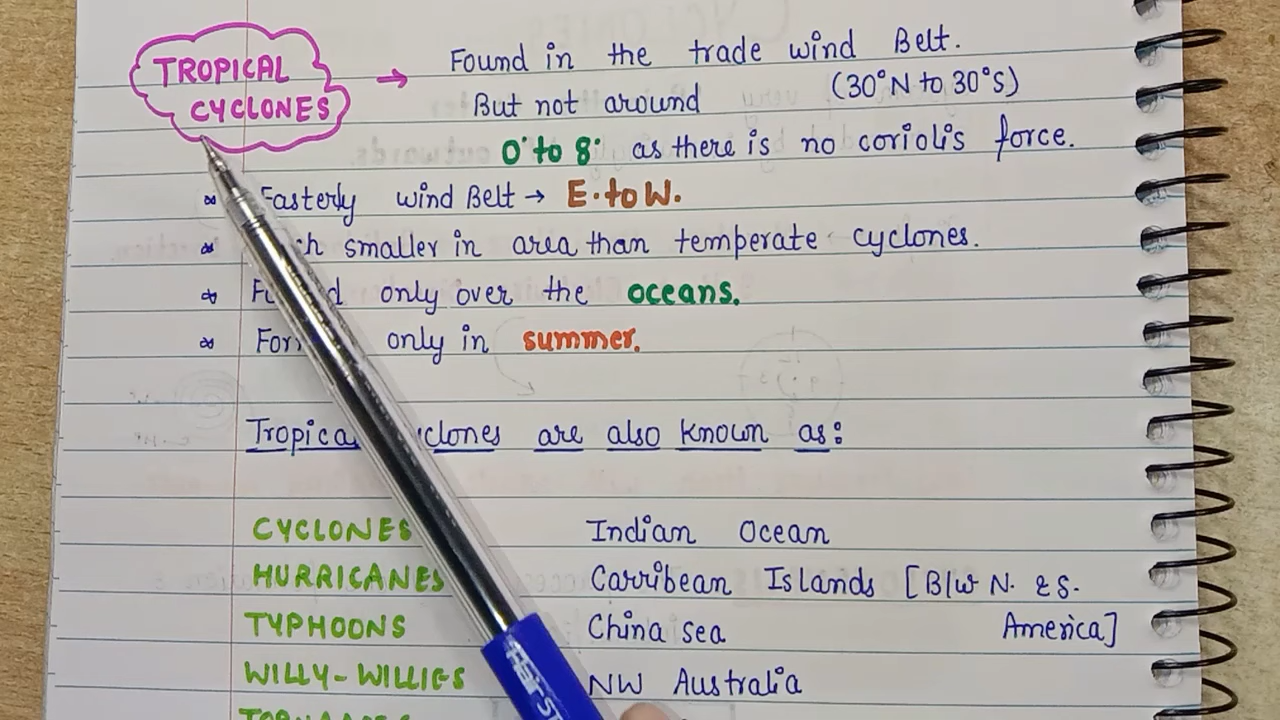 TROPICAL CYCLONES → Found in the trade wind Belt.
But not around (30°N to 30°S)
0° to 8° as there is no coriolis force.
Easterly wind Belt → E. to W.
smaller in area than temperate cyclones.
only over the oceans.
only in summer.
Tropical cyclones are also known as:
CYCLONES Indian Ocean
HURRICANES Carribean Islands [B/w N. & S.
TYPHOONS China sea America]
WILLY-WILLIES NW Australia